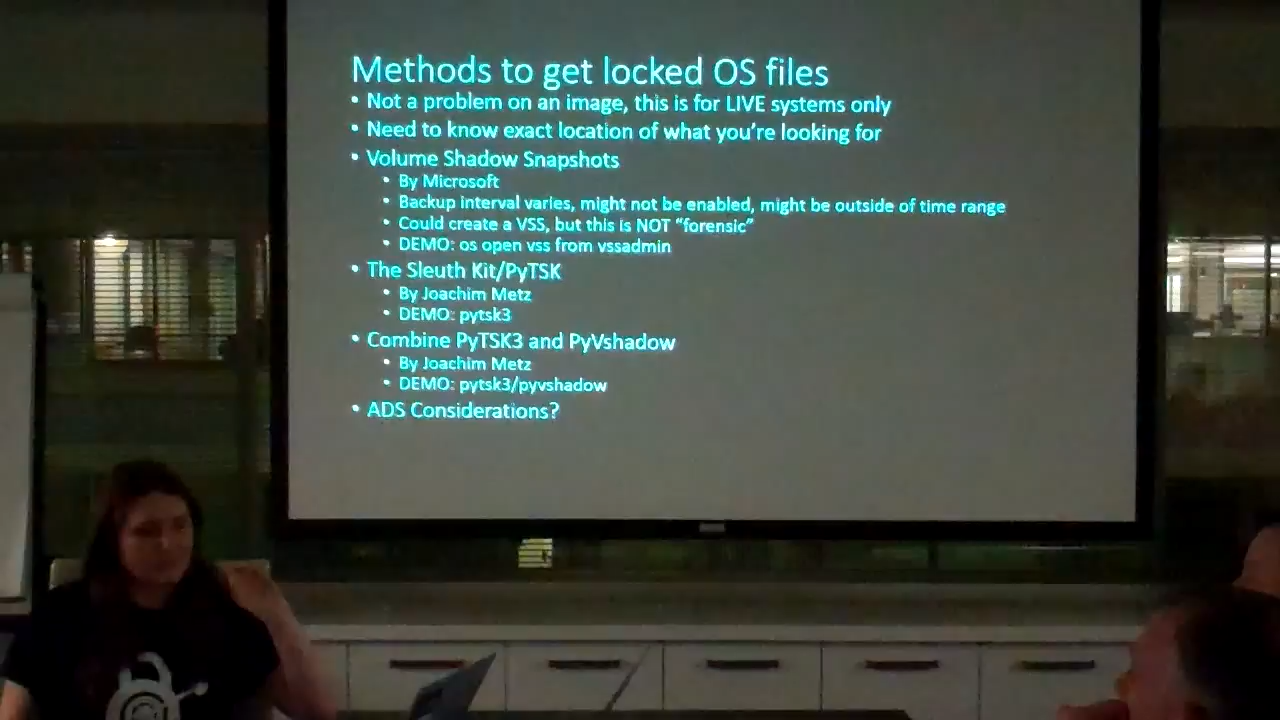 Methods to get locked OS files
• Not a problem on an image, this is for LIVE systems only
• Need to know exact location of what you're looking for
• Volume Shadow Snapshots
• By Microsoft
• Backup interval varies, might not be enabled, might be outside of time range
• Could create a VSS, but this is NOT “forensic”
• DEMO: os open vss from vssadmin
• The Sleuth Kit/PyTSK
• By Joachim Metz
• DEMO: pytsk3
• Combine PyTSK3 and PyVshadow
• By Joachim Metz
• DEMO: pytsk3/pyvshadow
• ADS Considerations?